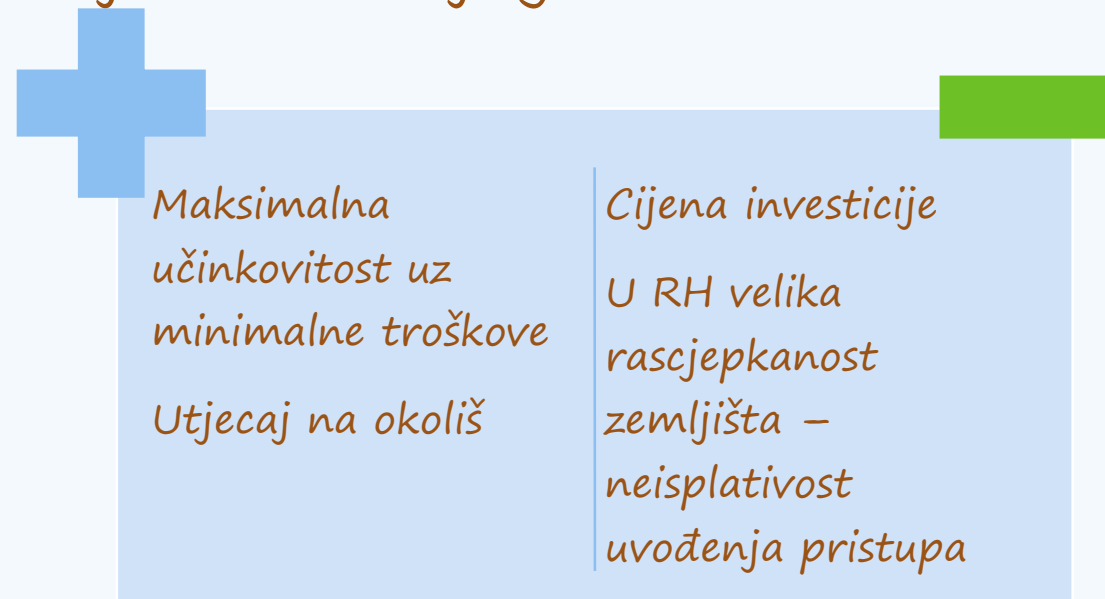 Maksimalna
učinkovitost uz
minimalne troškove
Utjecaj na okoliš
Cijena investicije
U RH velika
rascjepkanost
zemljišta –
neisplativost
uvođenja pristupa